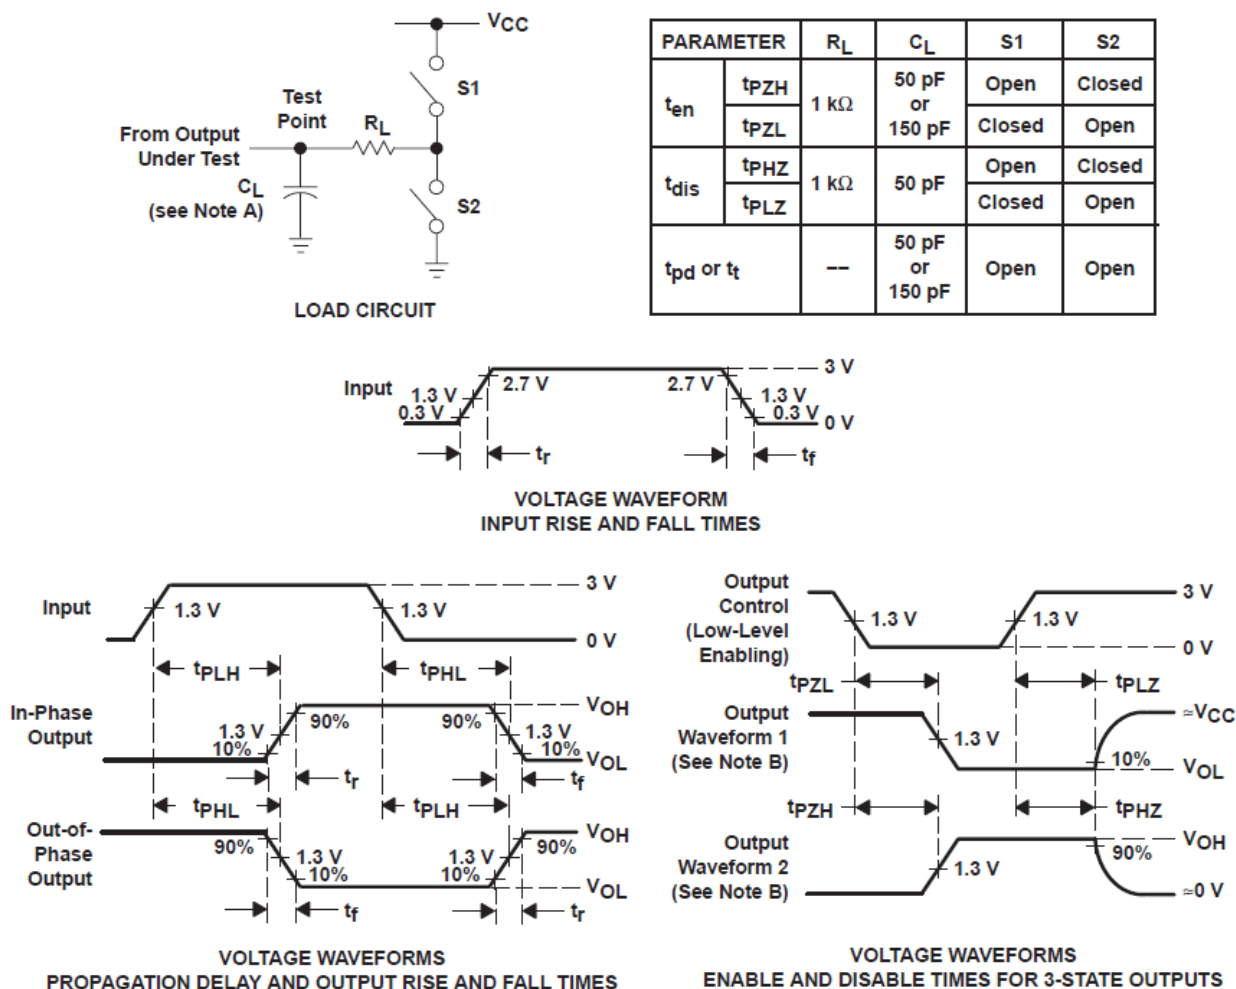 VCC
S1
Test
Point
RL
From Output
Under Test
CL
(see Note A)
S2
LOAD CIRCUIT
PARAMETER RL CL S1 S2
ten tPZH 1 kΩ 50 pF or 150 pF Open Closed
tPZL Closed Open
tdis tPHZ 1 kΩ 50 pF Open Closed
tPLZ Closed Open
tpd or tt –– 50 pF or 150 pF Open Open
Input 1.3 V 0.3 V 2.7 V 2.7 V 1.3 V 0.3 V 3 V 0 V
tr tf
VOLTAGE WAVEFORM
INPUT RISE AND FALL TIMES
Input 1.3 V 1.3 V 3 V 0 V
tPLH tPHL
In-Phase
Output
1.3 V 10% 90% 90% 1.3 V 10% VOH VOL
tr tf
tPHL tPLH
Out-of-
Phase
Output
90% 1.3 V 10% 1.3 V 10% 90% VOH VOL
tf tr
VOLTAGE WAVEFORMS
PROPAGATION DELAY AND OUTPUT RISE AND FALL TIMES
Output
Control
(Low-Level
Enabling)
1.3 V 1.3 V 3 V 0 V
tPZL tPLZ
Output
Waveform 1
(See Note B)
1.3 V 10% ≈VCC VOL
tPZH tPHZ
Output
Waveform 2
(See Note B)
1.3 V 90% VOH ≈0 V
VOLTAGE WAVEFORMS
ENABLE AND DISABLE TIMES FOR 3-STATE OUTPUTS